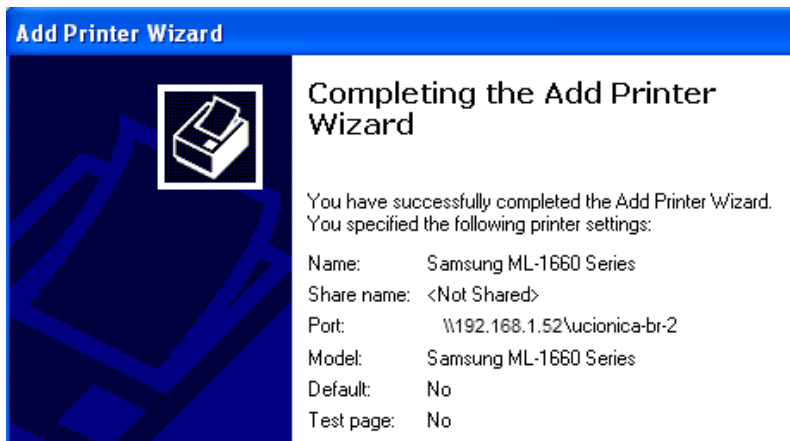 Add Printer Wizard
Completing the Add Printer
Wizard
You have successfully completed the Add Printer Wizard.
You specified the following printer settings:
Name: Samsung ML-1660 Series
Share name: <Not Shared>
Port: \\192.168.1.52\ucionica-br-2
Model: Samsung ML-1660 Series
Default: No
Test page: No